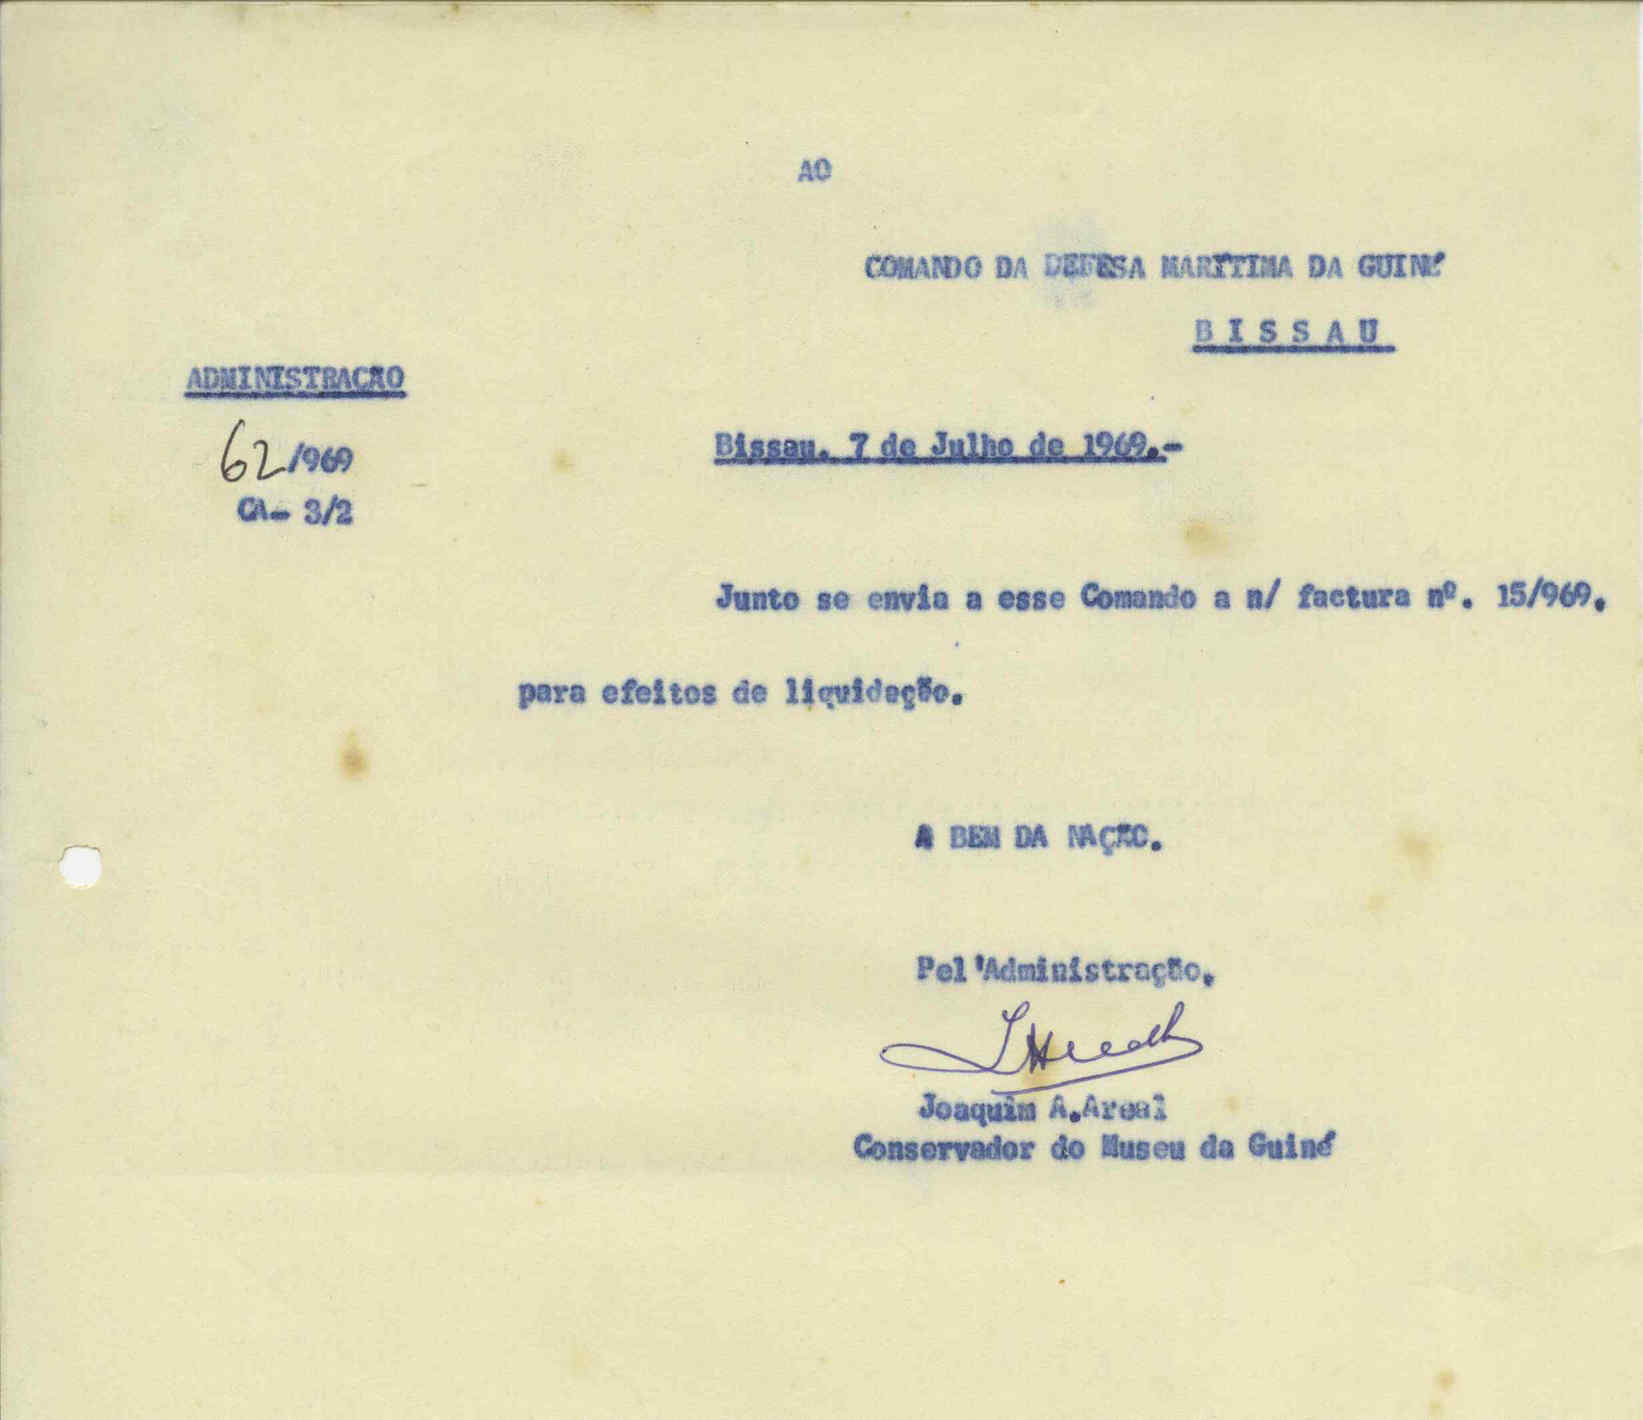 AO
COMANDO DA DEFESA MARÍTIMA DA GUINÉ
BISSAU
ADMINISTRAÇÃO
62/969
CA- 3/2
Bissau, 7 de Julho de 1969.-
Junto se envia a esse Comando a n/ factura nº. 15/969.
para efeitos de liquidação.
A BEM DA NAÇÃO.
Pel'Administração,
Joaquim A.Areal
Conservador do Museu da Guiné